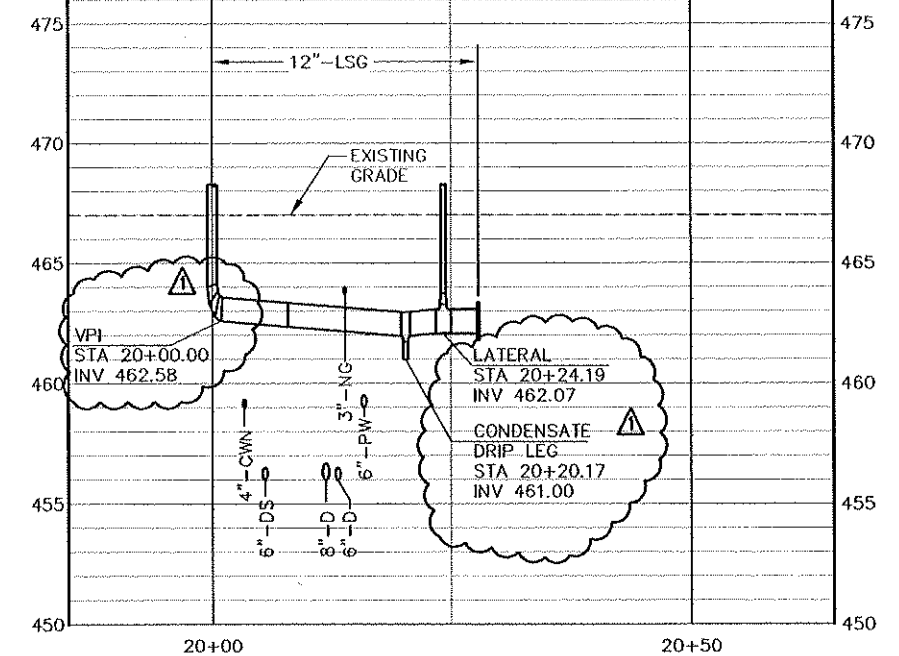 475
475
12"-LSG
470
470
EXISTING
GRADE
465
465
1
VPI
STA 20+00.00
INV 462.58
LATERAL
STA 20+24.19
INV 462.07
460
460
CONDENSATE
DRIP LEG
STA 20+20.17
INV 461.00
1
3"-NG
6"-PW
4"-CWN
6"-DS
8"-D
6"-D
455
455
450
450
20+00
20+50